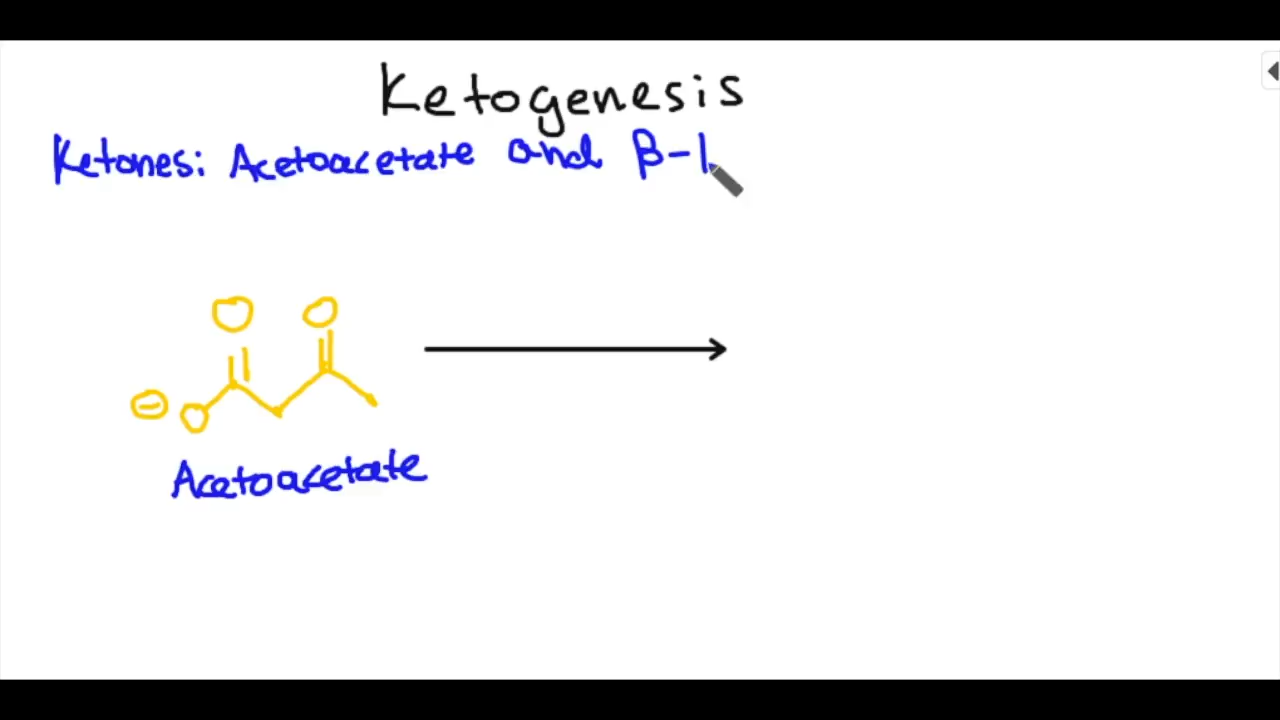 Ketogenesis
Ketones: Acetoacetate and β-
O O
⊖ O
Acetoacetate